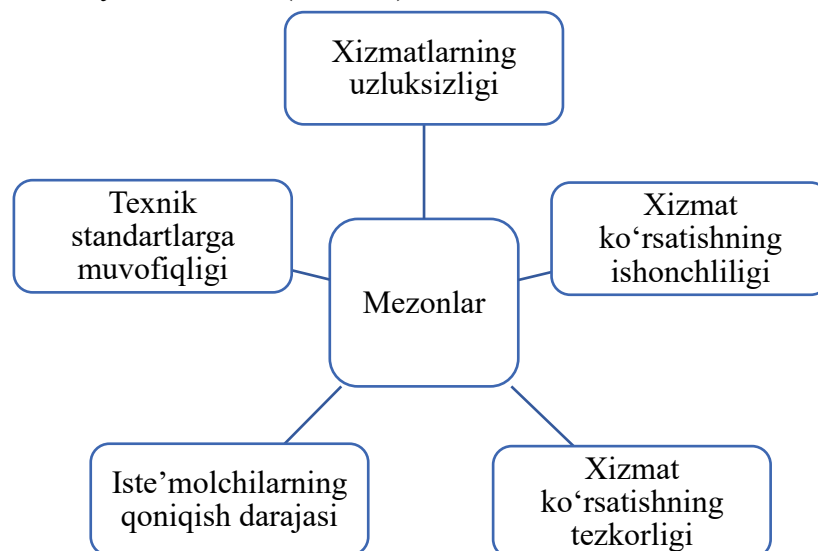 Xizmatlarning
uzluksizligi
Texnik
standartlarga
muvofiqligi
Xizmat
ko‘rsatishning
ishonchliligi
Mezonlar
Iste’molchilarning
qoniqish darajasi
Xizmat
ko‘rsatishning
tezkorligi